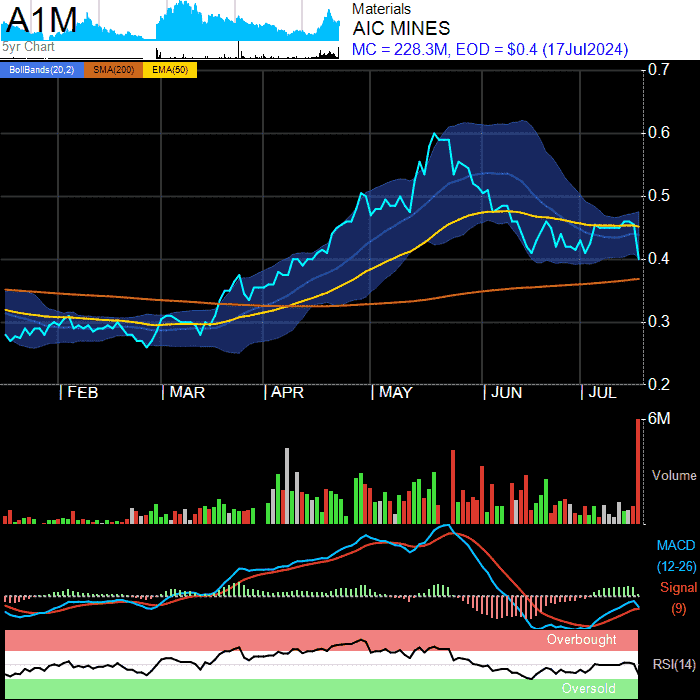 A1M
5yr Chart
Materials
AIC MINES
MC = 228.3M, EOD = $0.4 (17Jul2024)
BollBands(20,2) SMA(200) EMA(50)
0.7
0.6
0.5
0.4
0.3
0.2
FEB MAR APR MAY JUN JUL
6M
Volume
MACD
(12-26)
Signal
(9)
Overbought
RSI(14)
Oversold